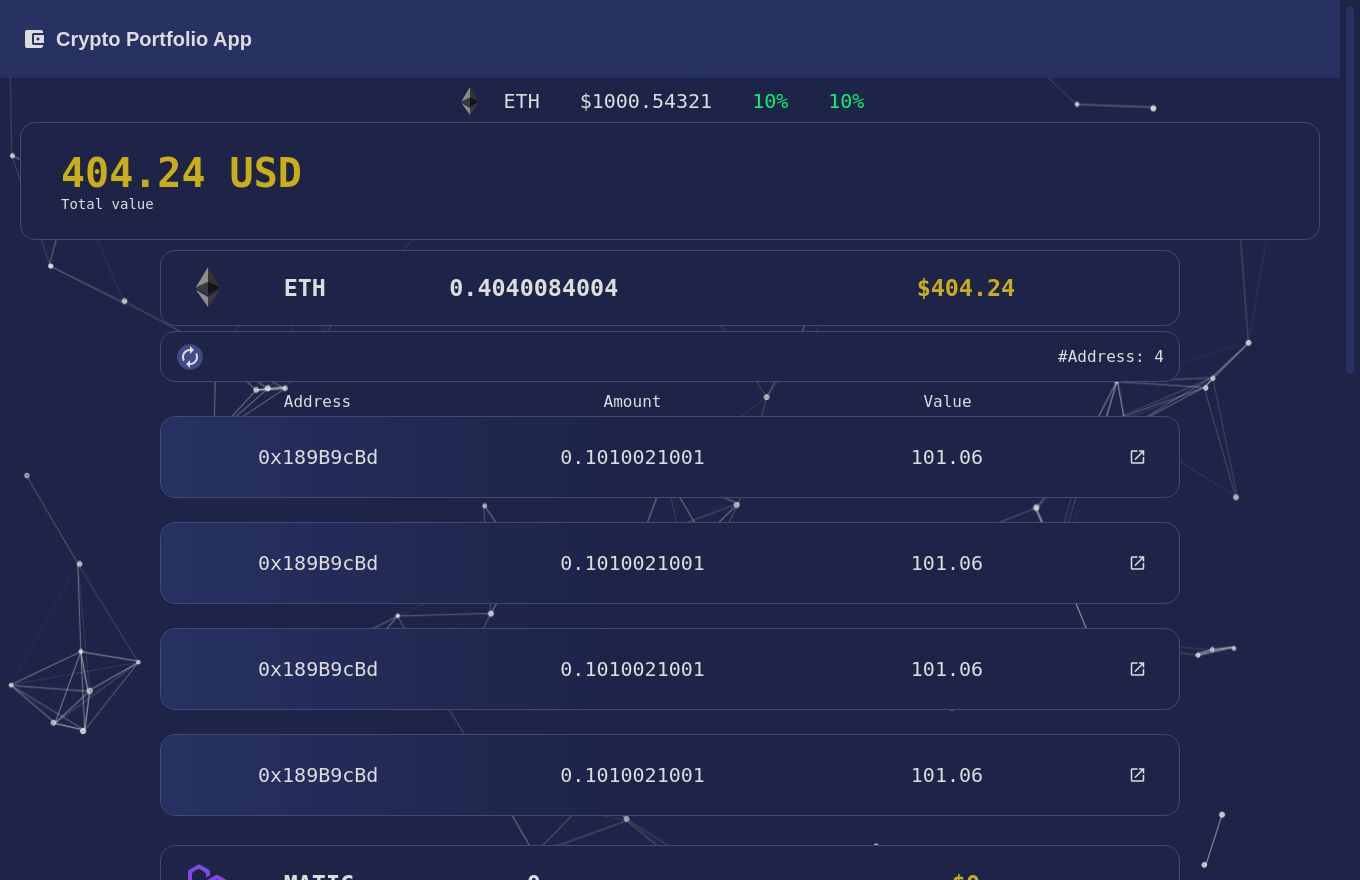 Crypto Portfolio App
ETH $1000.54321 10% 10%
404.24 USD
Total value
ETH 0.4040084004 $404.24
#Address: 4
Address Amount Value
0x189B9cBd 0.1010021001 101.06
0x189B9cBd 0.1010021001 101.06
0x189B9cBd 0.1010021001 101.06
0x189B9cBd 0.1010021001 101.06
MATIC 0 $0